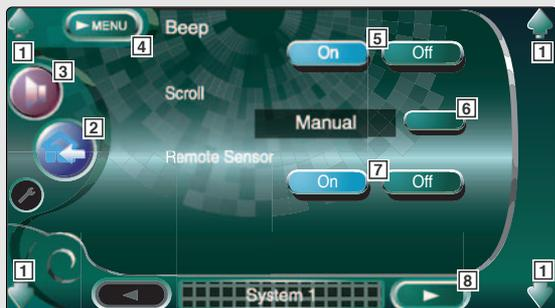 1 ►MENU 4 Beep 1
3 On 5 Off
Scroll
2 Manual 6
Remote Sensor
On 7 Off
1 1
◄ System 1 ► 8